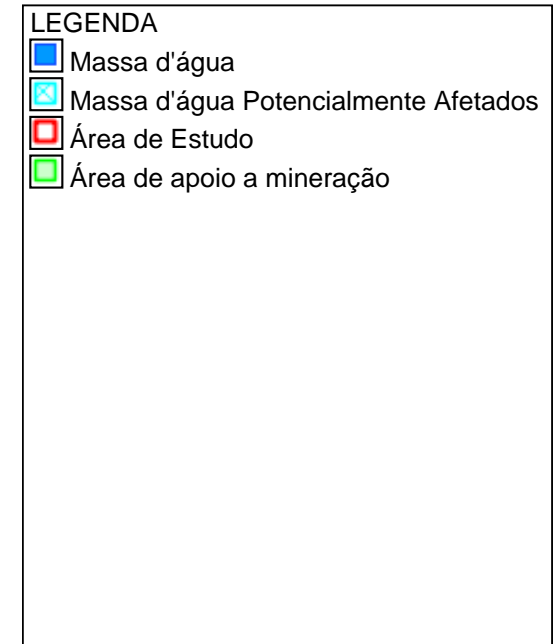 LEGENDA
Massa d'água
Massa d'água Potencialmente Afetados
Área de Estudo
Área de apoio a mineração